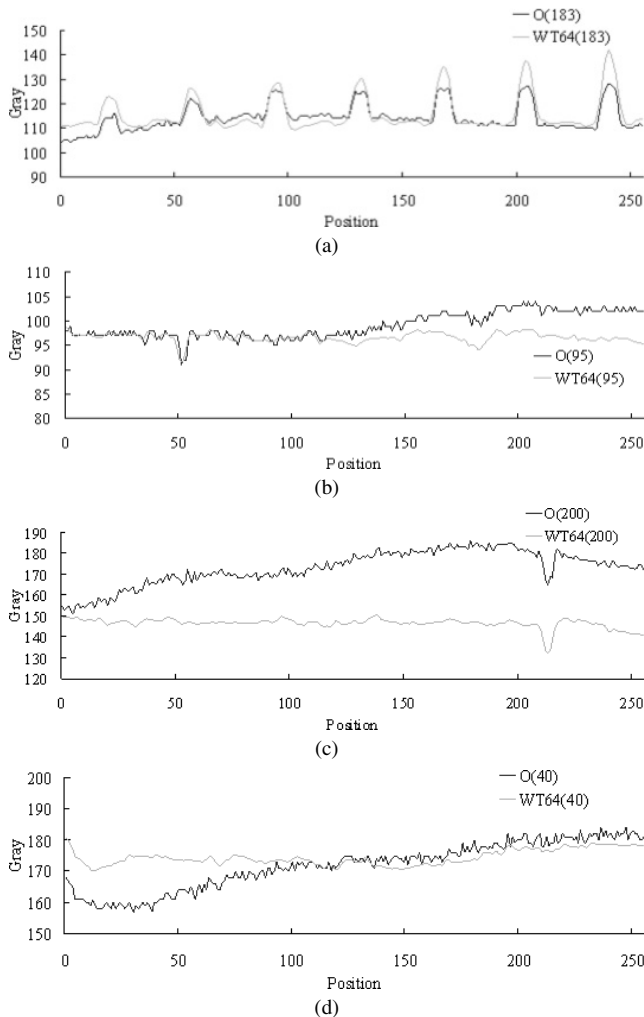 O(183)
WT64(183)
150
140
130
120
110
100
90
Gray
0 50 100 150 200 250
Position
(a)
110
105
100
95
90
85
80
Gray
O(95)
WT64(95)
0 50 100 150 200 250
Position
(b)
O(200)
WT64(200)
190
180
170
160
150
140
130
120
Gray
0 50 100 150 200 250
Position
(c)
O(40)
WT64(40)
200
190
180
170
160
150
Gray
0 50 100 150 200 250
Position
(d)